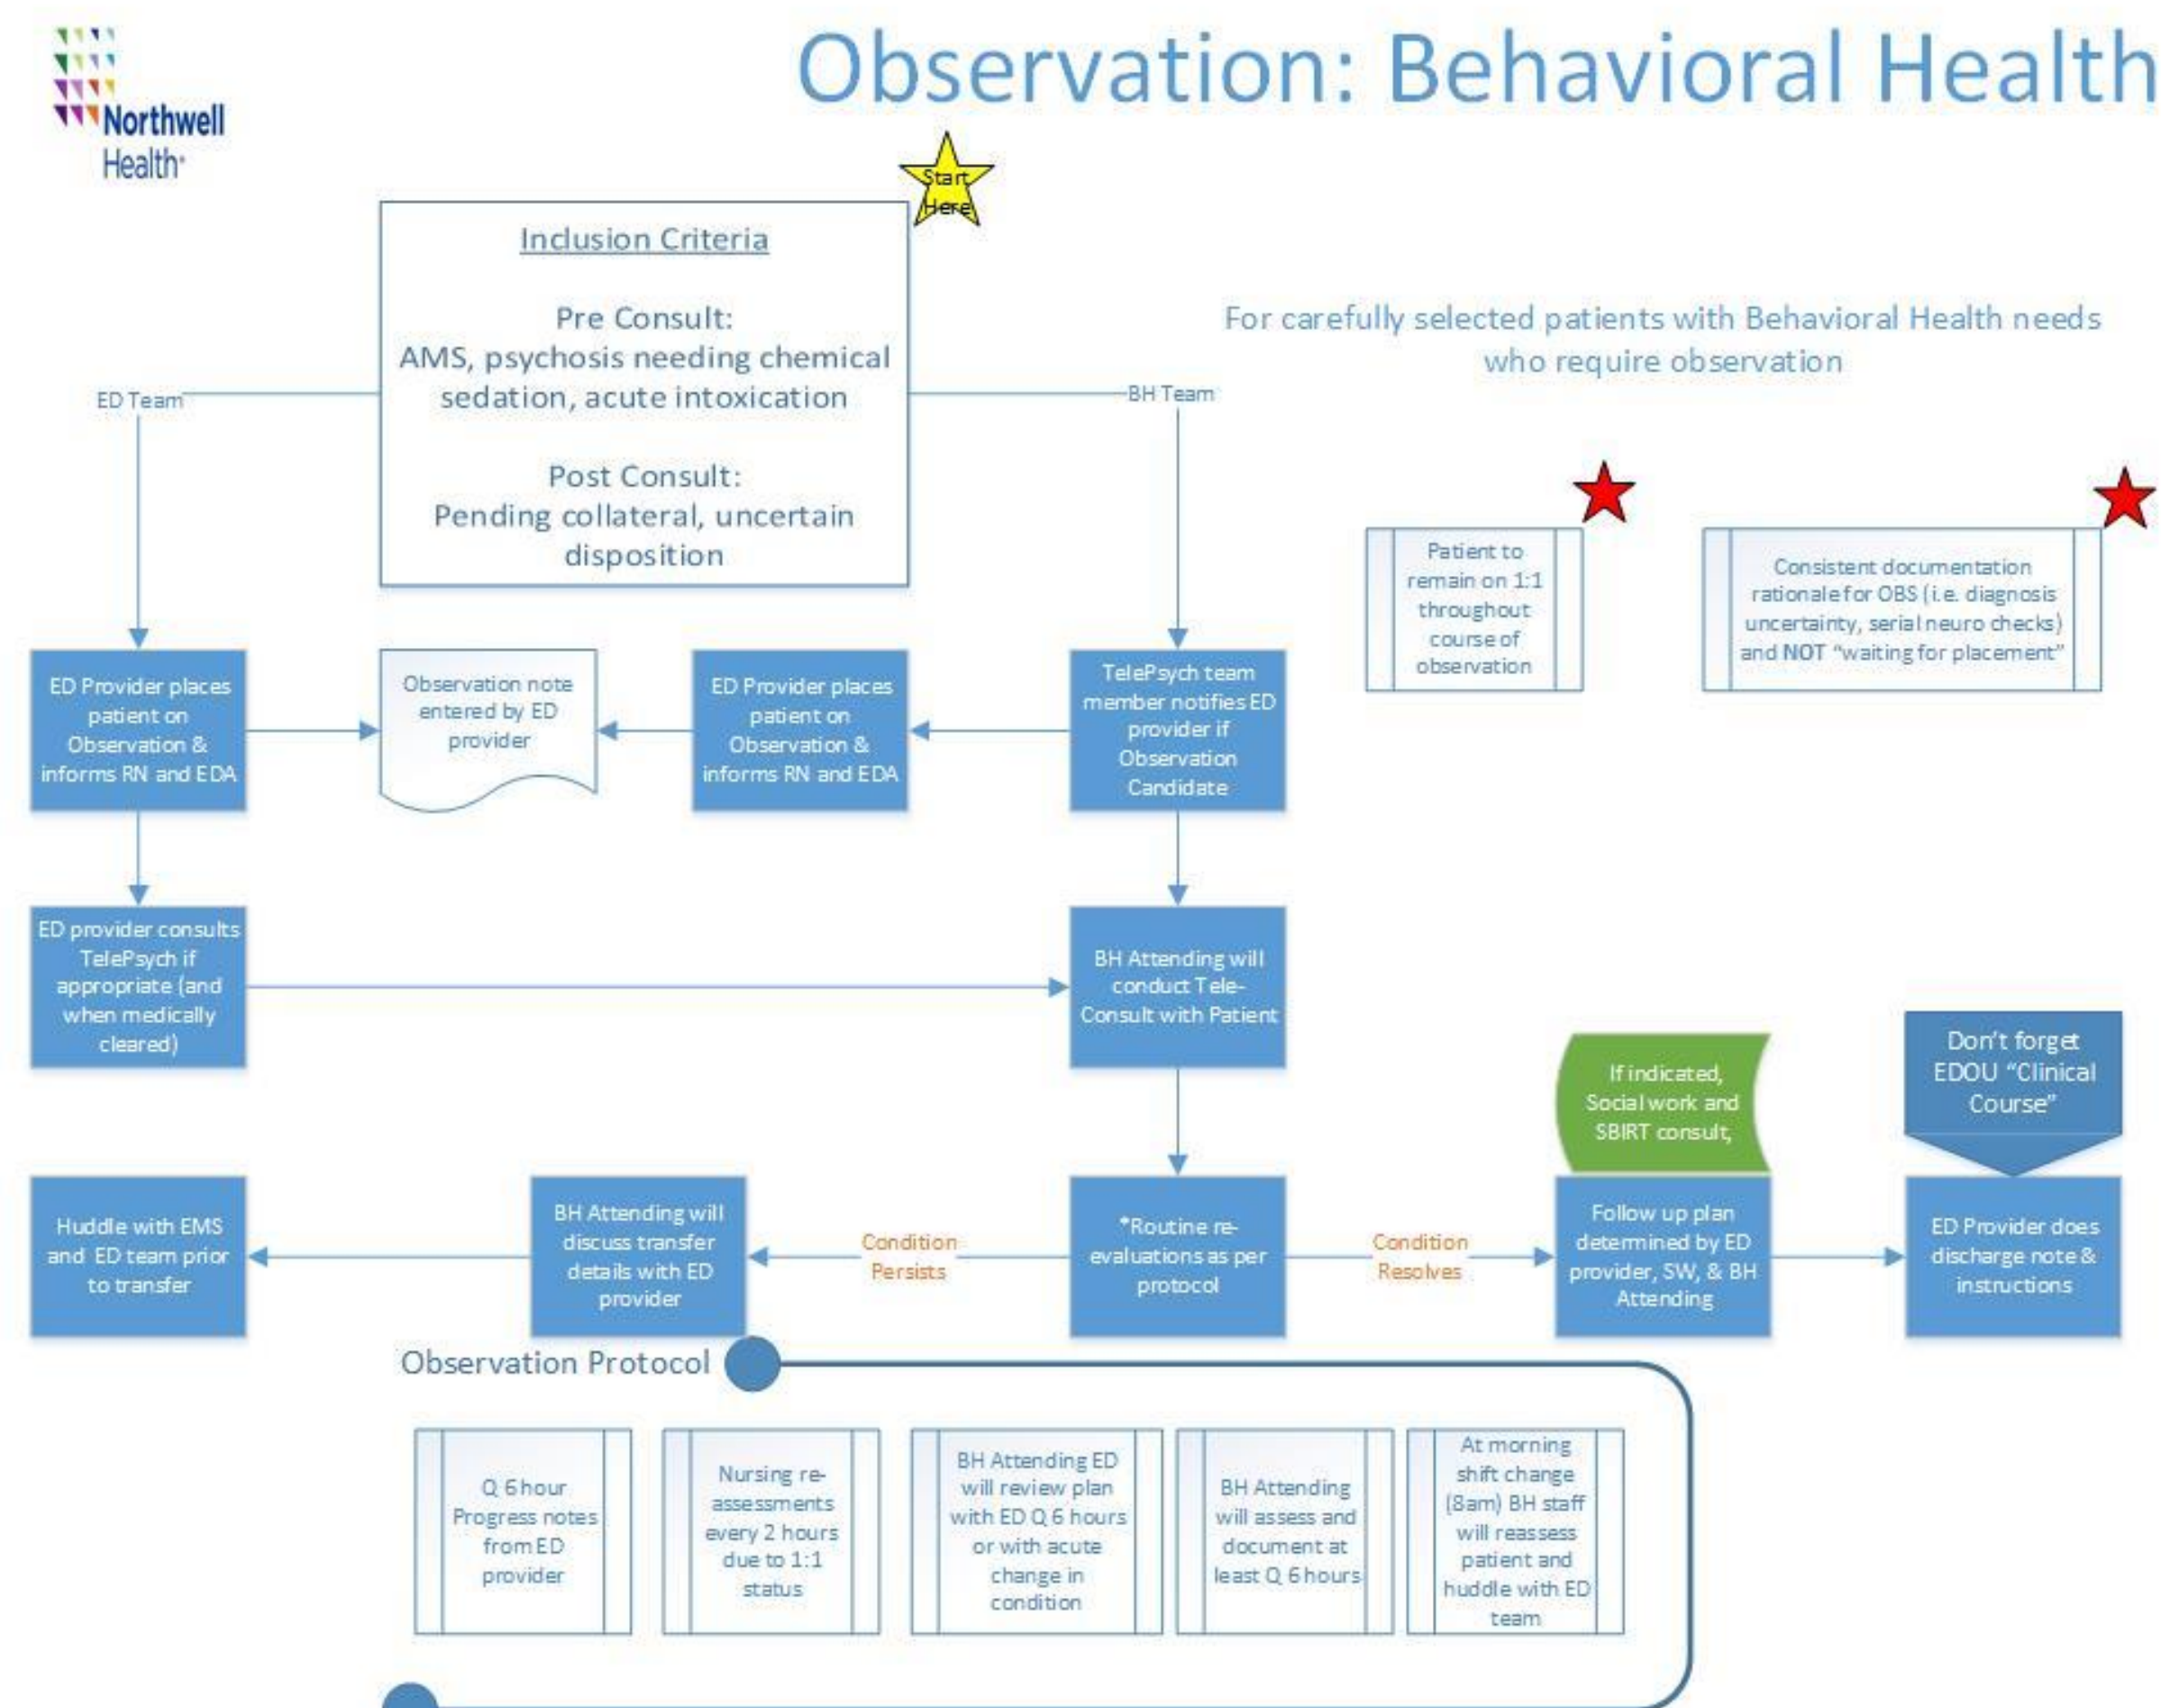 Northwell
Health
Observation: Behavioral Health
Start
Here
Inclusion Criteria
Pre Consult:
AMS, psychosis needing chemical
sedation, acute intoxication
Post Consult:
Pending collateral, uncertain
disposition
For carefully selected patients with Behavioral Health needs
who require observation
ED Team
BH Team
Patient to
remain on 1:1
throughout
course of
observation
Consistent documentation
rationale for OBS (i.e. diagnosis
uncertainty, serial neuro checks)
and NOT “waiting for placement”
ED Provider places
patient on
Observation &
informs RN and EDA
Observation note
entered by ED
provider
ED Provider places
patient on
Observation &
informs RN and EDA
TelePsych team
member notifies ED
provider if
Observation
Candidate
ED provider consults
TelePsych if
appropriate (and
when medically
cleared)
BH Attending will
conduct Tele-
Consult with Patient
If indicated,
Social work and
SBIRT consult,
Don't forget
EDOU “Clinical
Course”
Huddle with EMS
and ED team prior
to transfer
BH Attending will
discuss transfer
details with ED
provider
Condition
Persists
*Routine re-
evaluations as per
protocol
Condition
Resolves
Follow up plan
determined by ED
provider, SW, & BH
Attending
ED Provider does
discharge note &
instructions
Observation Protocol
Q 6 hour
Progress notes
from ED
provider
Nursing re-
assessments
every 2 hours
due to 1:1
status
BH Attending ED
will review plan
with ED Q 6 hours
or with acute
change in
condition
BH Attending
will assess and
document at
least Q 6 hours
At morning
shift change
(8am) BH staff
will reassess
patient and
huddle with ED
team